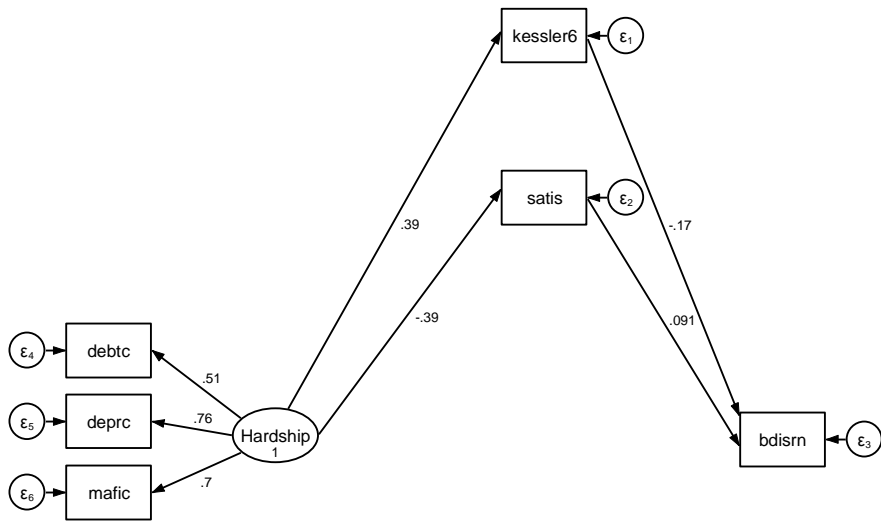 kessler6
ε1
satis
ε2
.39
-.17
-.39
.091
debtc
ε4
.51
deprc
ε5
.76
Hardship
1
bdisrn
ε3
mafic
ε6
.7